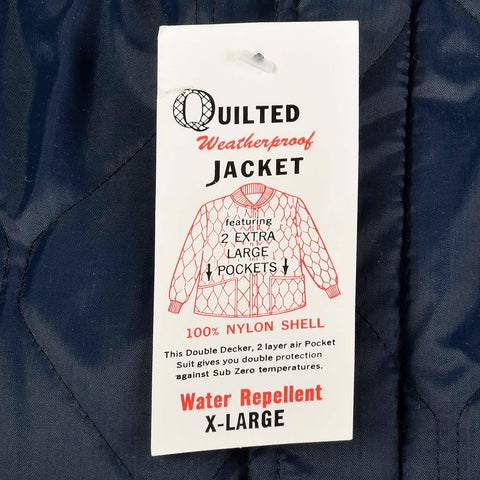 QUILTED
Weatherproof
JACKET
featuring
2 EXTRA
LARGE
↓ POCKETS ↓
100% NYLON SHELL
This Double Decker, 2 layer air Pocket
Suit gives you double protection
against Sub Zero temperatures.
Water Repellent
X-LARGE